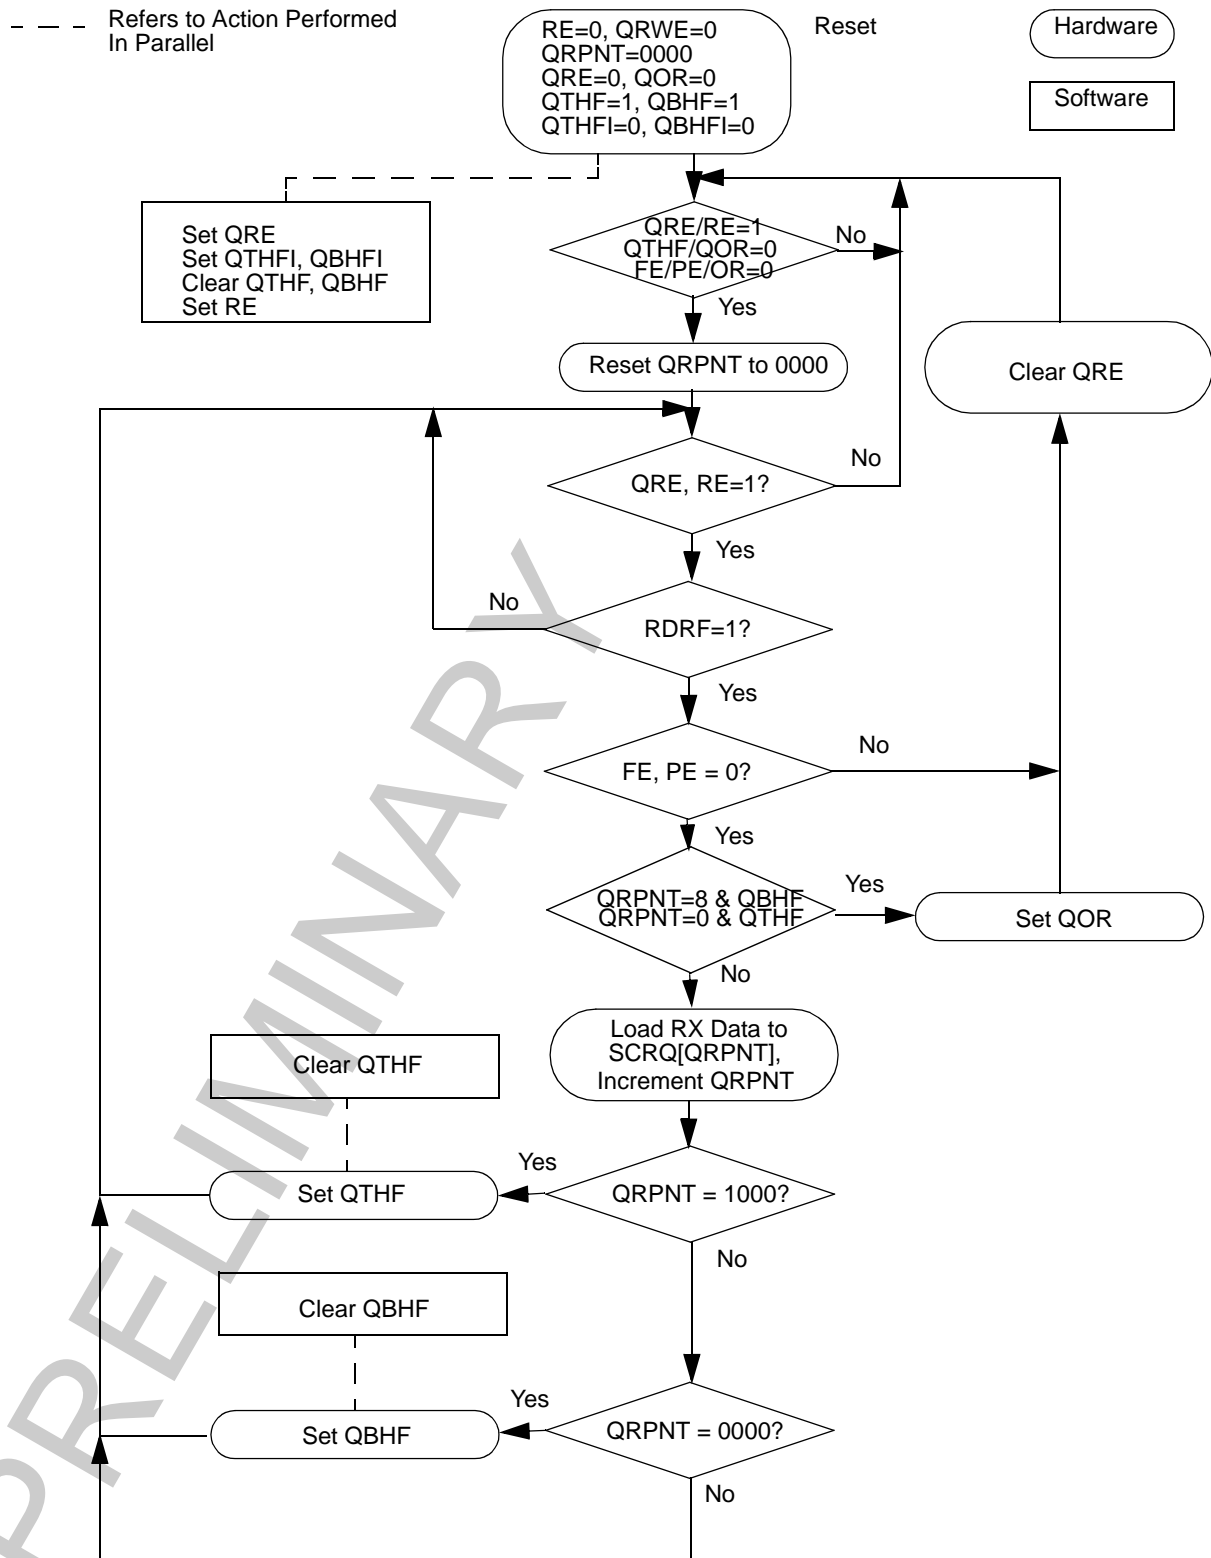 Refers to Action Performed
In Parallel
RE=0, QRWE=0
QRPNT=0000
QRE=0, QOR=0
QTHF=1, QBHF=1
QTHFI=0, QBHFI=0
Reset
Hardware
Software
Set QRE
Set QTHFI, QBHFI
Clear QTHF, QBHF
Set RE
QRE/RE=1
QTHF/QOR=0
FE/PE/OR=0
No
Yes
Reset QRPNT to 0000
Clear QRE
QRE, RE=1?
No
Yes
RDRF=1?
No
Yes
FE, PE = 0?
No
Yes
QRPNT=8 & QBHF
QRPNT=0 & QTHF
Yes
Set QOR
No
Load RX Data to
SCRQ[QRPNT],
Increment QRPNT
Clear QTHF
Set QTHF
Yes
QRPNT = 1000?
No
Clear QBHF
Set QBHF
Yes
QRPNT = 0000?
No
PRELIMINARY